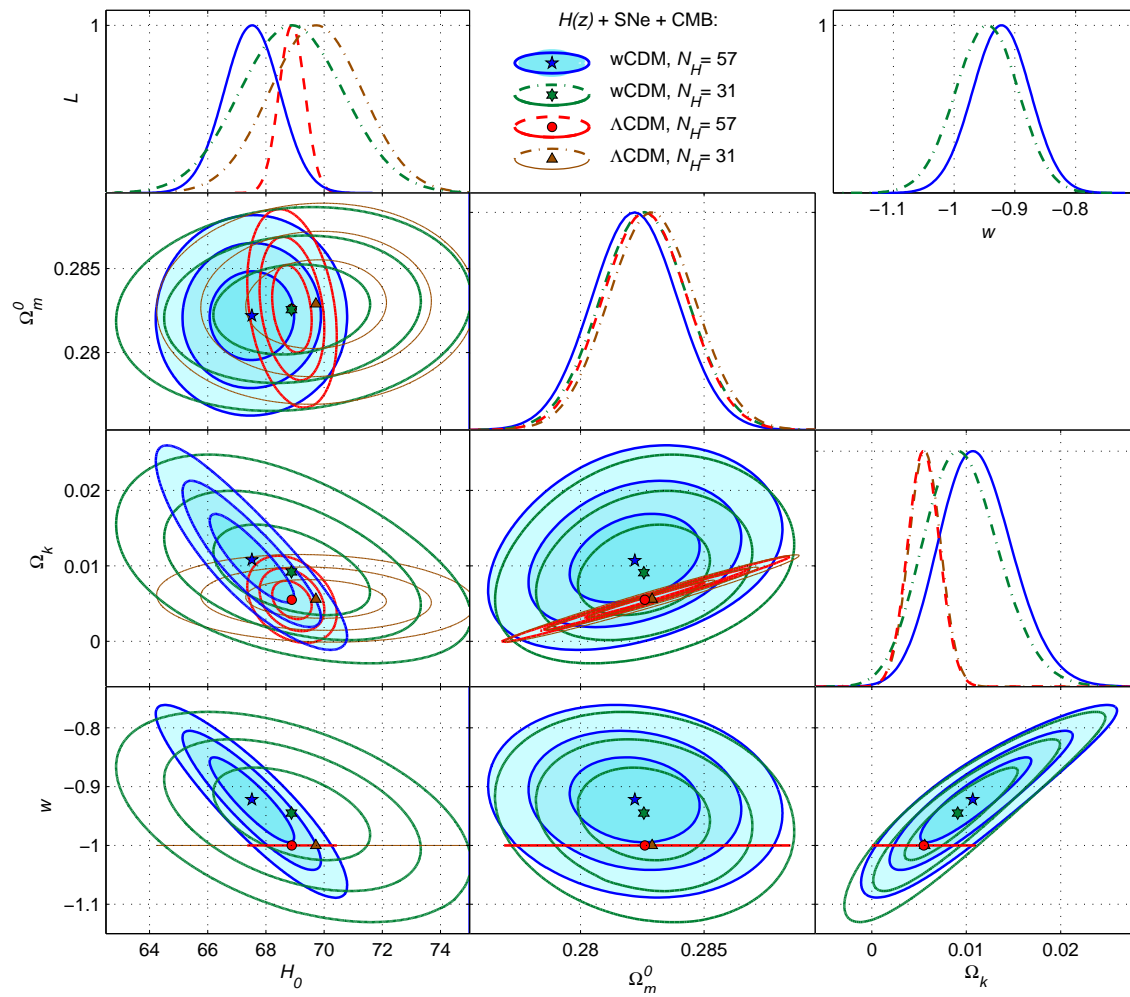 H(z) + SNe + CMB:
wCDM, N_H = 57
wCDM, N_H = 31
ΛCDM, N_H = 57
ΛCDM, N_H = 31
1
L
1
−1.1 −1 −0.9 −0.8
w
0.285
0.28
Ω_m^0
0.02
0.01
0
Ω_k
−0.8
−0.9
−1
−1.1
w
64 66 68 70 72 74
H_0
0.28 0.285
Ω_m^0
0 0.01 0.02
Ω_k